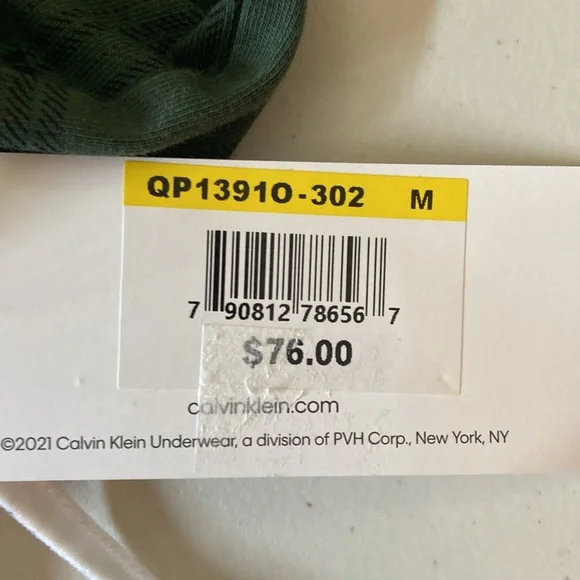 QP1391O-302 M
7 90812 78656 7
$76.00
calvinklein.com
©2021 Calvin Klein Underwear, a division of PVH Corp., New York, NY